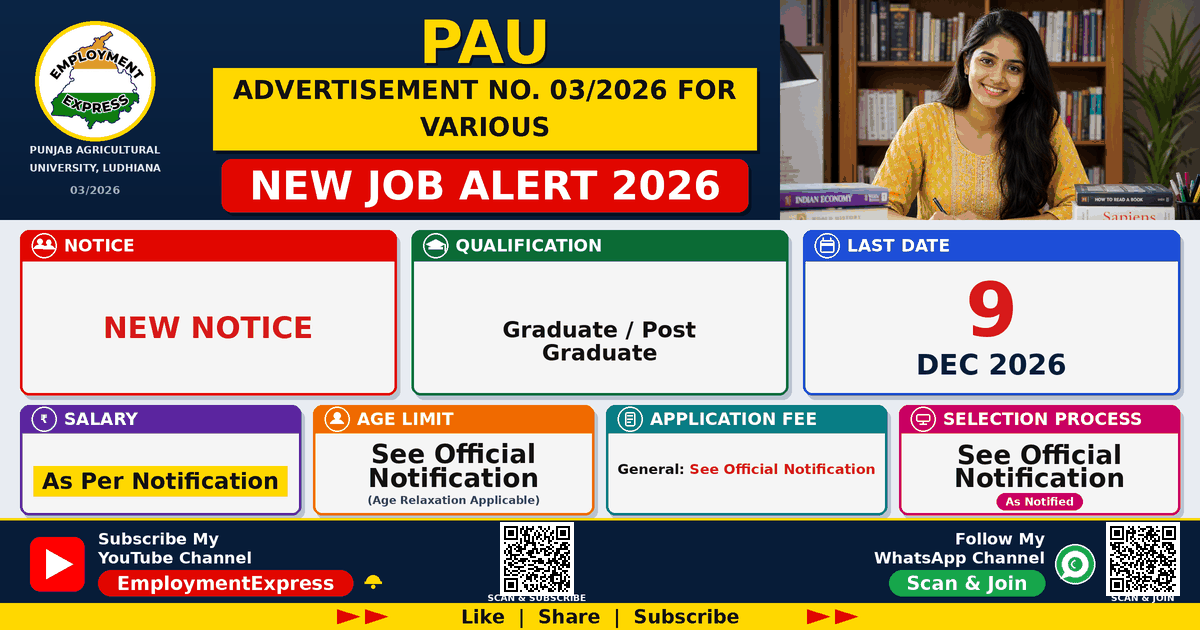 EMPLOYMENT
EXPRESS
PUNJAB AGRICULTURAL
UNIVERSITY, LUDHIANA
03/2026
PAU
ADVERTISEMENT NO. 03/2026 FOR
VARIOUS
NEW JOB ALERT 2026
INDIAN ECONOMY
WORLD HISTORY
HOW TO READ A BOOK
Sapiens
NOTICE
NEW NOTICE
QUALIFICATION
Graduate / Post
Graduate
LAST DATE
9
DEC 2026
₹ SALARY
As Per Notification
AGE LIMIT
See Official
Notification
(Age Relaxation Applicable)
APPLICATION FEE
General: See Official Notification
SELECTION PROCESS
See Official
Notification
As Notified
Subscribe My
YouTube Channel
EmploymentExpress
SCAN & SUBSCRIBE
Follow My
WhatsApp Channel
Scan & Join
SCAN & JOIN
Like | Share | Subscribe